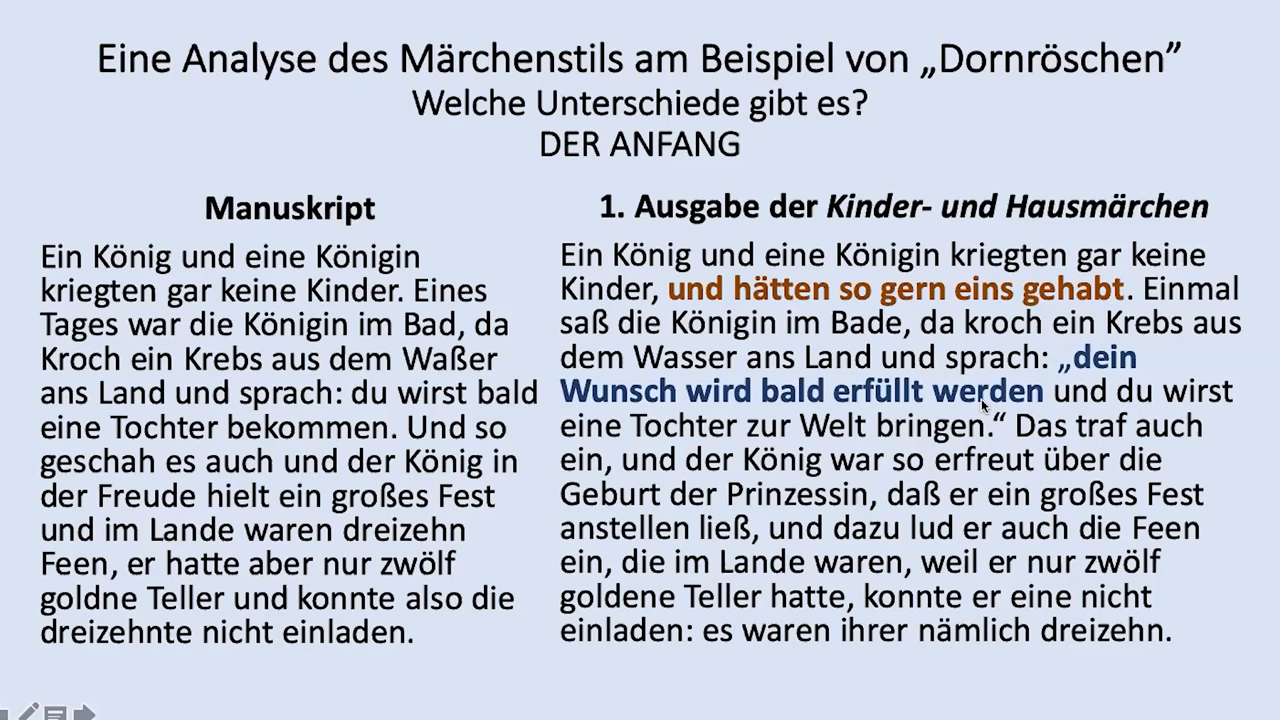 Eine Analyse des Märchenstils am Beispiel von „Dornröschen”
Welche Unterschiede gibt es?
DER ANFANG
Manuskript
Ein König und eine Königin
kriegten gar keine Kinder. Eines
Tages war die Königin im Bad, da
Kroch ein Krebs aus dem Waßer
ans Land und sprach: du wirst bald
eine Tochter bekommen. Und so
geschah es auch und der König in
der Freude hielt ein großes Fest
und im Lande waren dreizehn
Feen, er hatte aber nur zwölf
goldne Teller und konnte also die
dreizehnte nicht einladen.
1. Ausgabe der Kinder- und Hausmärchen
Ein König und eine Königin kriegten gar keine
Kinder, und hätten so gern eins gehabt. Einmal
saß die Königin im Bade, da kroch ein Krebs aus
dem Wasser ans Land und sprach: „dein
Wunsch wird bald erfüllt werden und du wirst
eine Tochter zur Welt bringen.“ Das traf auch
ein, und der König war so erfreut über die
Geburt der Prinzessin, daß er ein großes Fest
anstellen ließ, und dazu lud er auch die Feen
ein, die im Lande waren, weil er nur zwölf
goldene Teller hatte, konnte er eine nicht
einladen: es waren ihrer nämlich dreizehn.